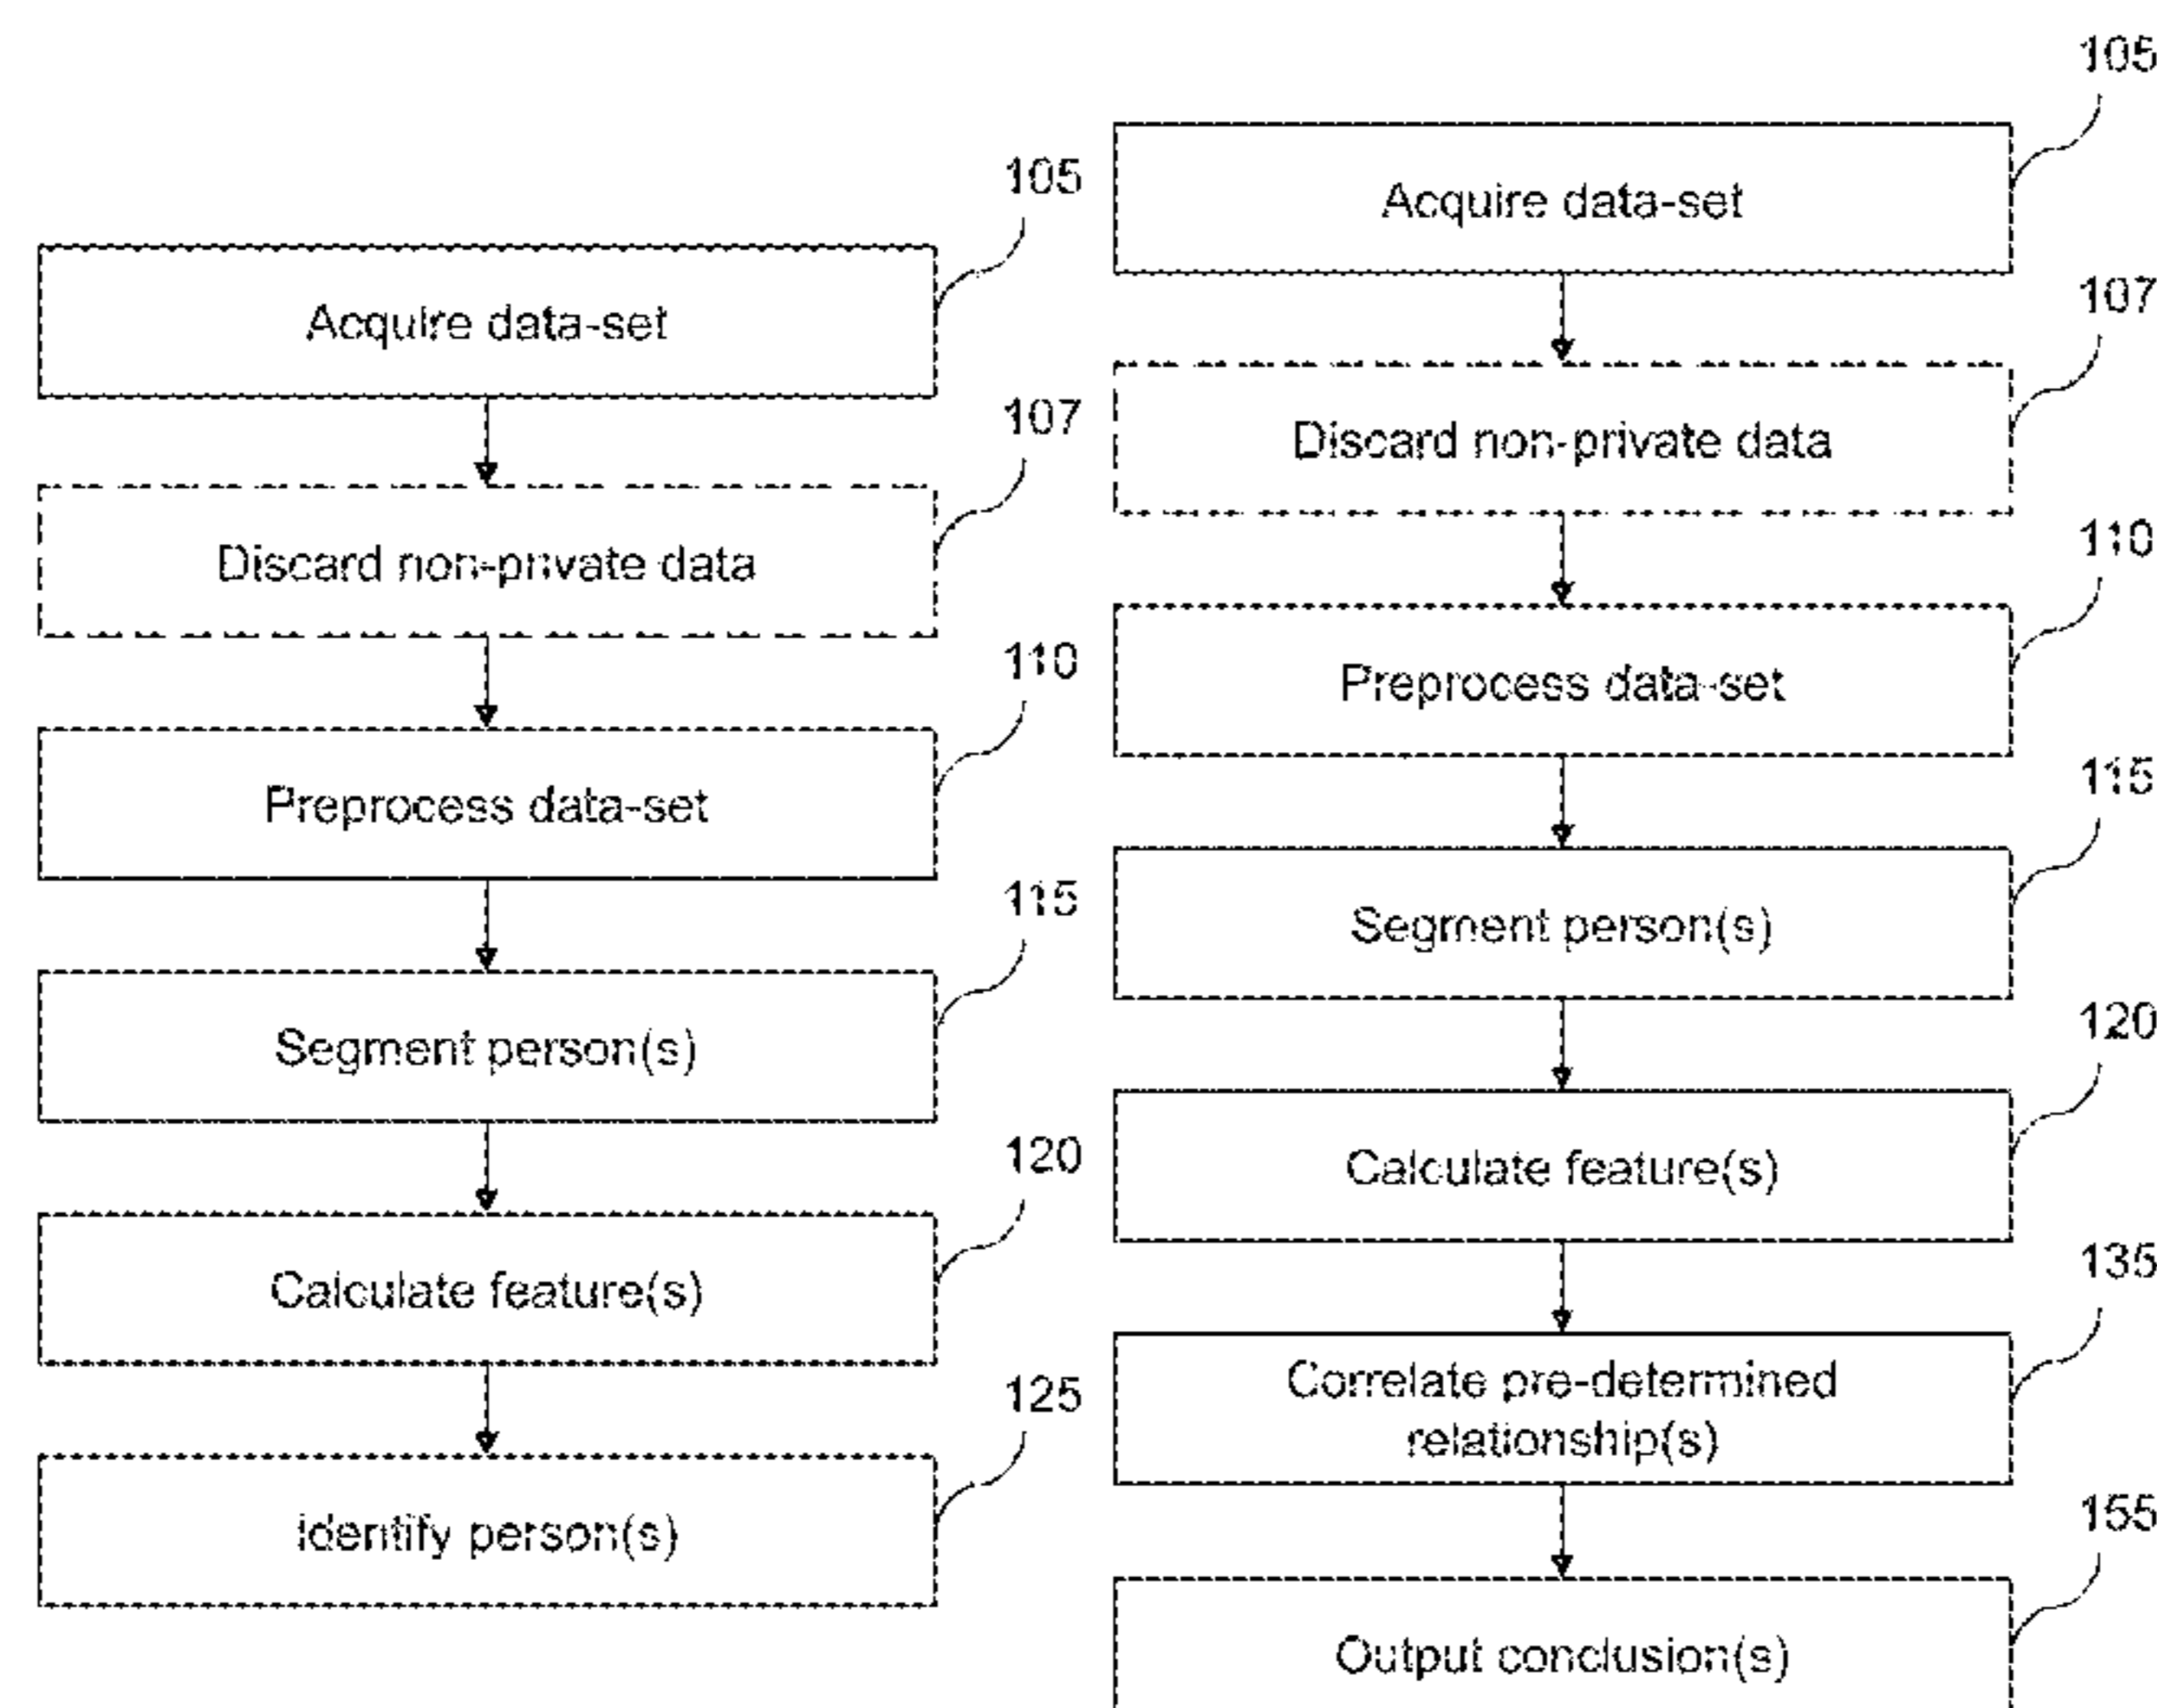 105
Acquire data-set
107
Discard non-private data
110
Preprocess data-set
115
Segment person(s)
120
Calculate feature(s)
125
Identify person(s)
105
Acquire data-set
107
Discard non-private data
110
Preprocess data-set
115
Segment person(s)
120
Calculate feature(s)
135
Correlate pre-determined
relationship(s)
155
Output conclusion(s)